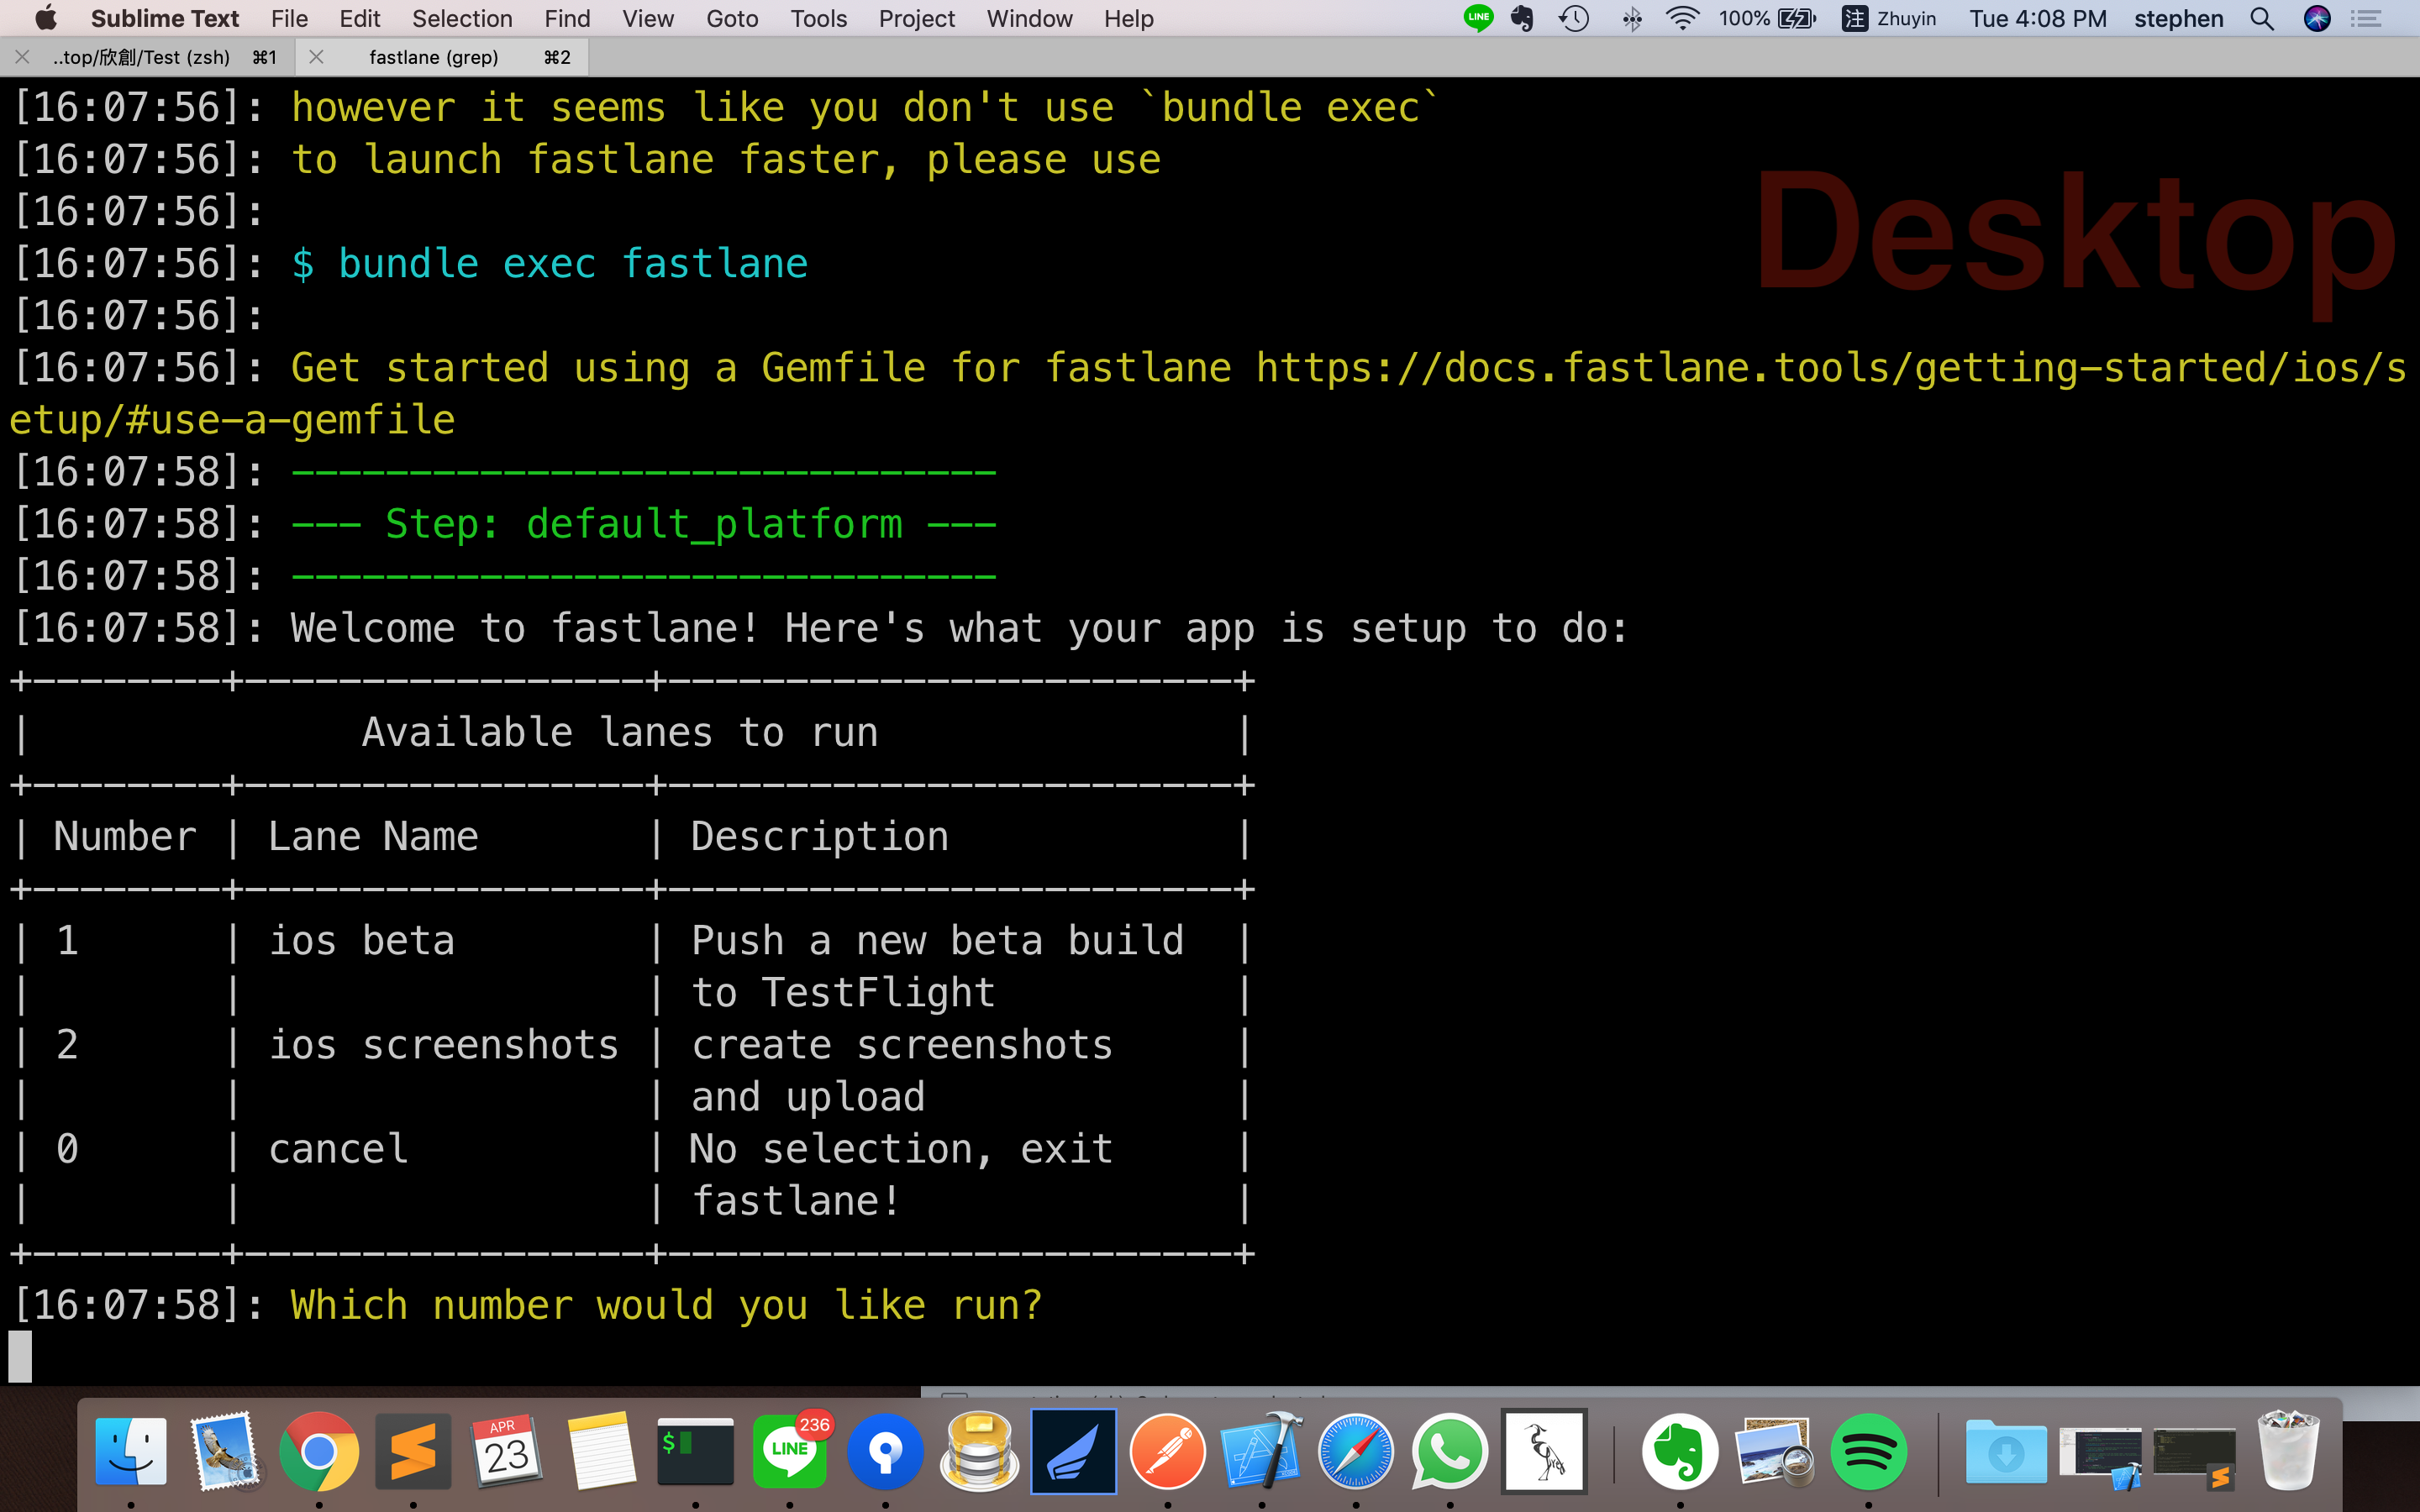 Sublime Text File Edit Selection Find View Goto Tools Project Window Help LINE 100% 注 Zhuyin Tue 4:08 PM stephen
..top/欣創/Test (zsh) ⌘1 fastlane (grep) ⌘2
Desktop
[16:07:56]: however it seems like you don't use `bundle exec`
[16:07:56]: to launch fastlane faster, please use
[16:07:56]:
[16:07:56]: $ bundle exec fastlane
[16:07:56]:
[16:07:56]: Get started using a Gemfile for fastlane https://docs.fastlane.tools/getting-started/ios/s
etup/#use-a-gemfile
[16:07:58]: ------------------------------
[16:07:58]: --- Step: default_platform ---
[16:07:58]: ------------------------------
[16:07:58]: Welcome to fastlane! Here's what your app is setup to do:
+--------+-----------------+------------------------+
| Available lanes to run |
+--------+-----------------+------------------------+
| Number | Lane Name | Description |
+--------+-----------------+------------------------+
| 1 | ios beta | Push a new beta build |
| | | to TestFlight |
| 2 | ios screenshots | create screenshots |
| | | and upload |
| 0 | cancel | No selection, exit |
| | | fastlane! |
+--------+-----------------+------------------------+
[16:07:58]: Which number would you like run?
APR
23
$
LINE
236